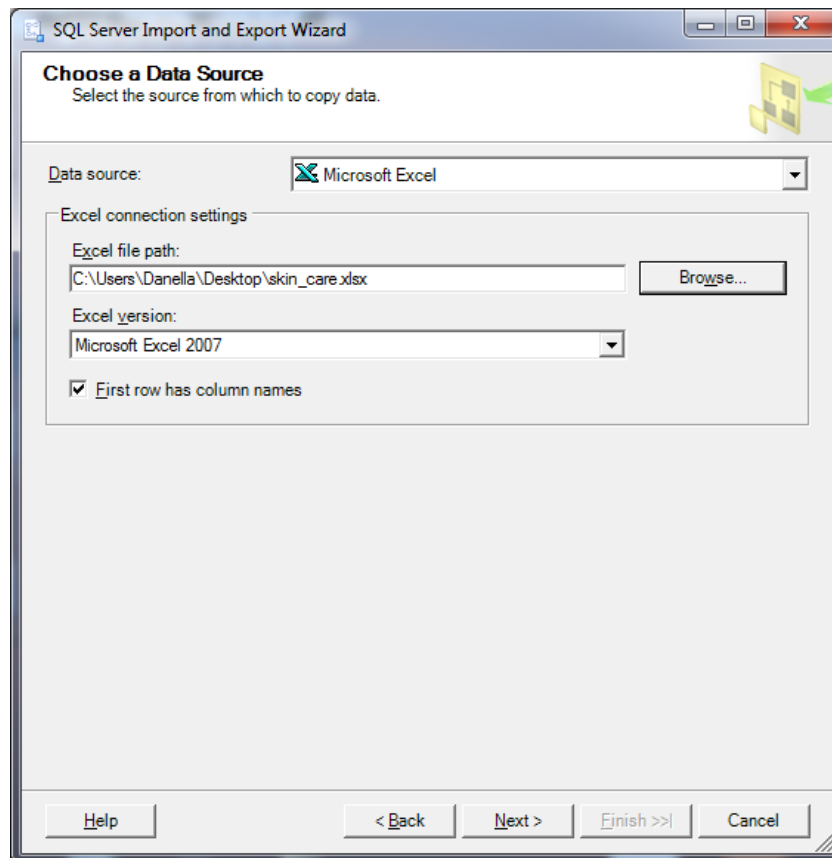 SQL Server Import and Export Wizard
Choose a Data Source
Select the source from which to copy data.
Data source:
Microsoft Excel
Excel connection settings
Excel file path:
C:\Users\Danella\Desktop\skin_care.xlsx
Browse...
Excel version:
Microsoft Excel 2007
First row has column names
Help
< Back
Next >
Finish >>|
Cancel